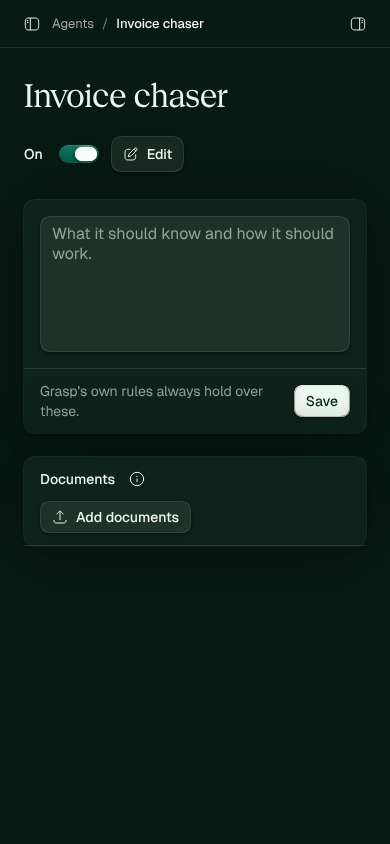 Agents / Invoice chaser
Invoice chaser
On
Edit
What it should know and how it should
work.
Grasp's own rules always hold over
these.
Save
Documents
Add documents